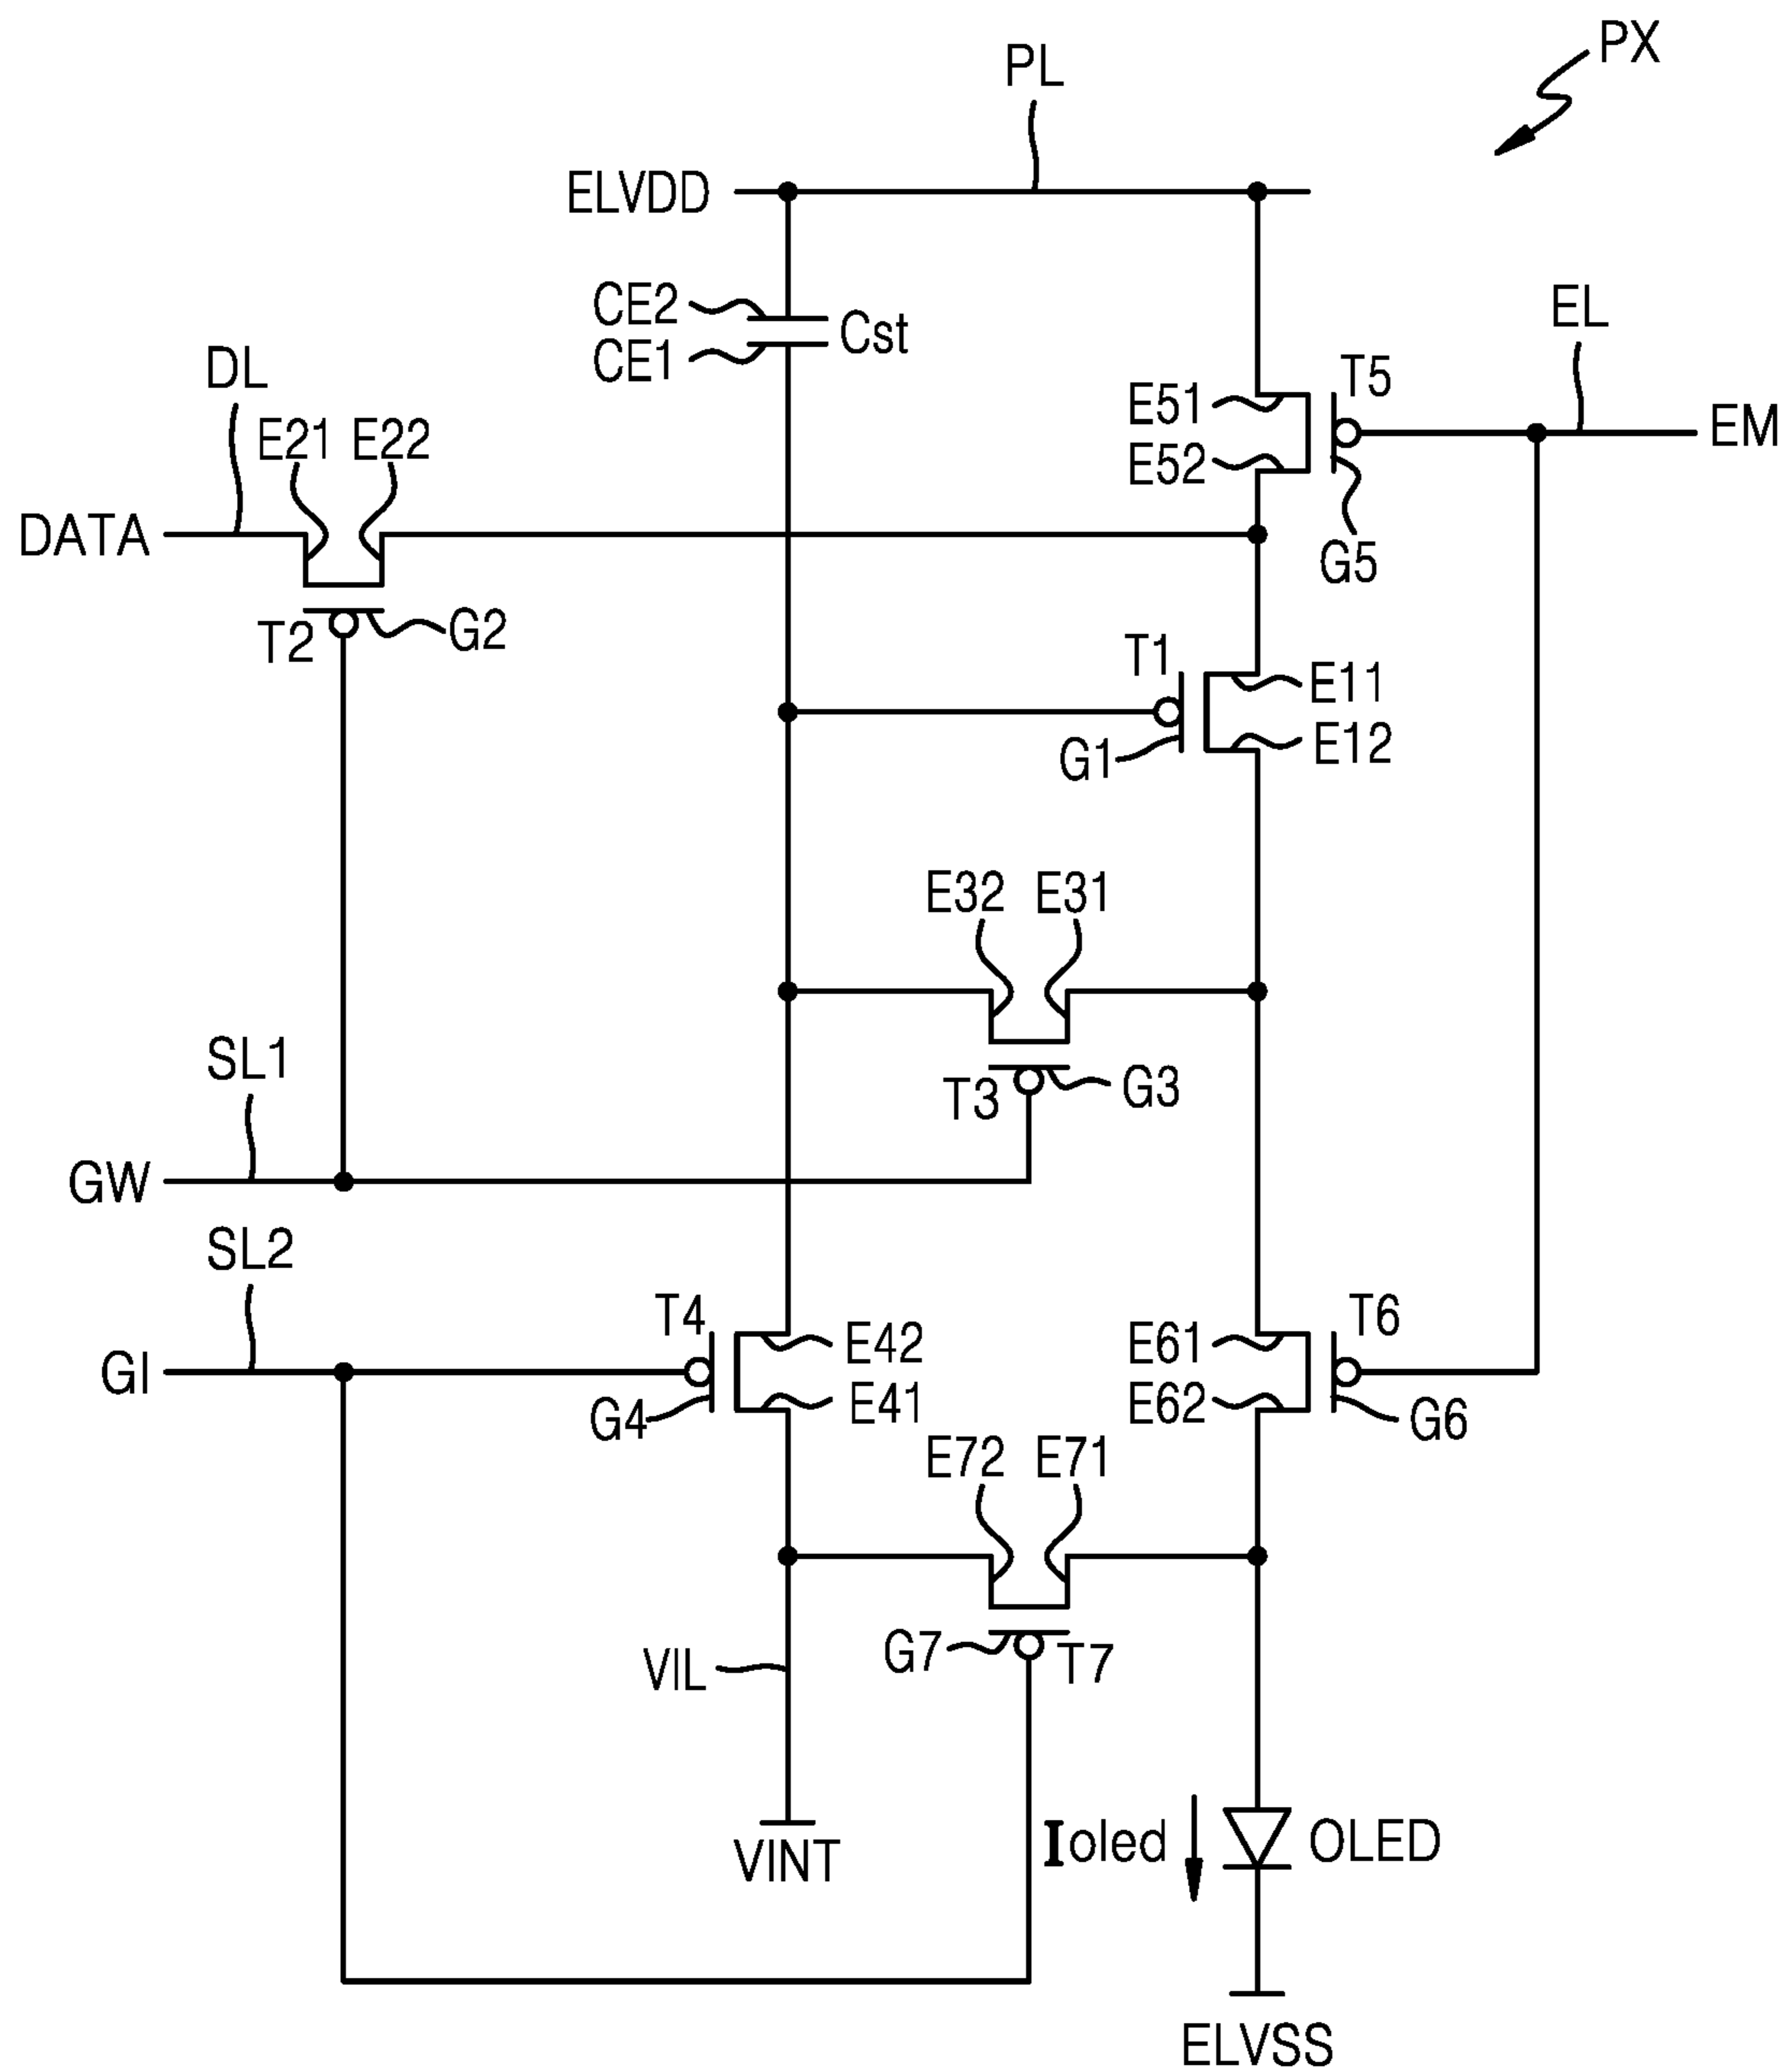 PX
PL
ELVDD
CE2
Cst
CE1
EL
DL
T5
E51
EM
E21 E22
E52
DATA
G5
T2
G2
T1
E11
G1
E12
E32 E31
SL1
T3
G3
GW
SL2
T4
E42
E61
T6
GI
G4
E41
E62
G6
E72 E71
G7
T7
VIL
Ioled
OLED
VINT
ELVSS